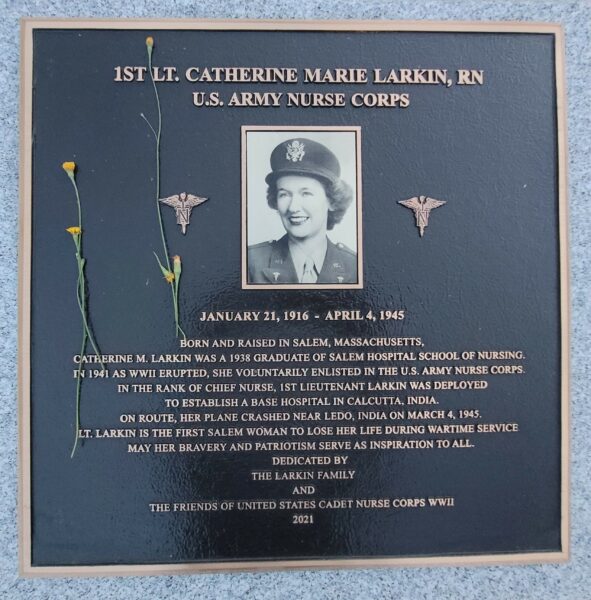 1ST LT. CATHERINE MARIE LARKIN, RN
U.S. ARMY NURSE CORPS
N
N
JANUARY 21, 1916 - APRIL 4, 1945
BORN AND RAISED IN SALEM, MASSACHUSETTS,
CATHERINE M. LARKIN WAS A 1938 GRADUATE OF SALEM HOSPITAL SCHOOL OF NURSING.
IN 1941 AS WWII ERUPTED, SHE VOLUNTARILY ENLISTED IN THE U.S. ARMY NURSE CORPS.
IN THE RANK OF CHIEF NURSE, 1ST LIEUTENANT LARKIN WAS DEPLOYED
TO ESTABLISH A BASE HOSPITAL IN CALCUTTA, INDIA.
ON ROUTE, HER PLANE CRASHED NEAR LEDO, INDIA ON MARCH 4, 1945.
LT. LARKIN IS THE FIRST SALEM WOMAN TO LOSE HER LIFE DURING WARTIME SERVICE
MAY HER BRAVERY AND PATRIOTISM SERVE AS INSPIRATION TO ALL.
DEDICATED BY
THE LARKIN FAMILY
AND
THE FRIENDS OF UNITED STATES CADET NURSE CORPS WWII
2021